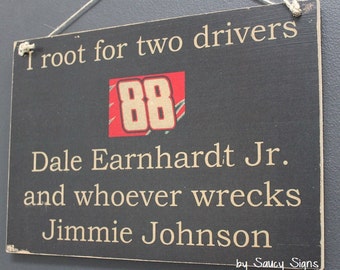 I root for two drivers
88
Dale Earnhardt Jr.
and whoever wrecks
Jimmie Johnson
by Saucy Signs